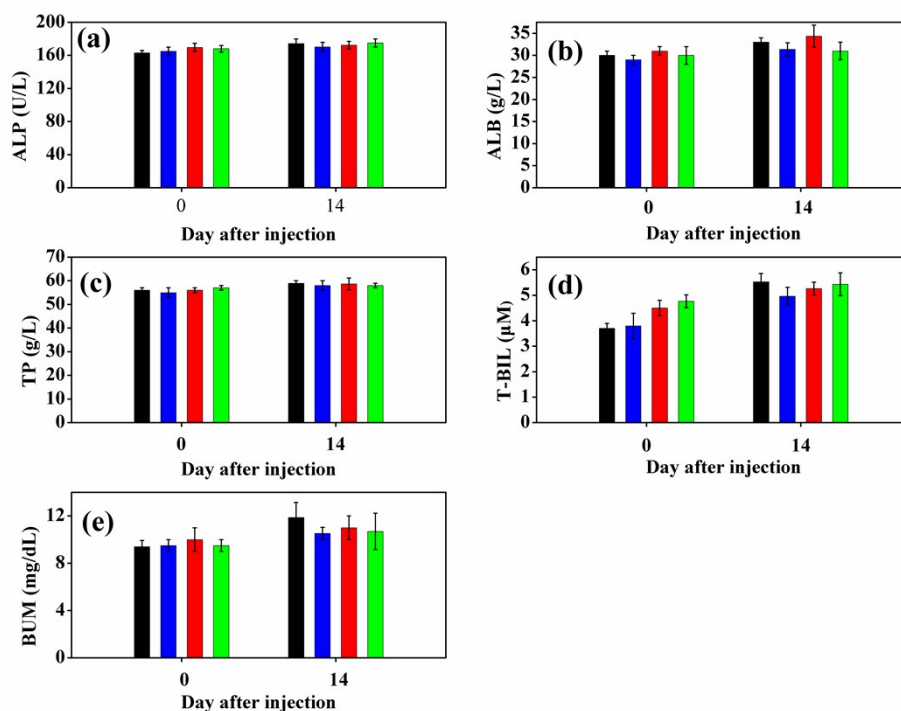 (a)
ALP (U/L)
200
160
120
80
40
0
0 14
Day after injection
(b)
ALB (g/L)
35
30
25
20
15
10
5
0
0 14
Day after injection
(c)
TP (g/L)
70
60
50
40
30
20
10
0
0 14
Day after injection
(d)
T-BIL (μM)
6
5
4
3
2
1
0
0 14
Day after injection
(e)
BUM (mg/dL)
12
8
4
0
0 14
Day after injection